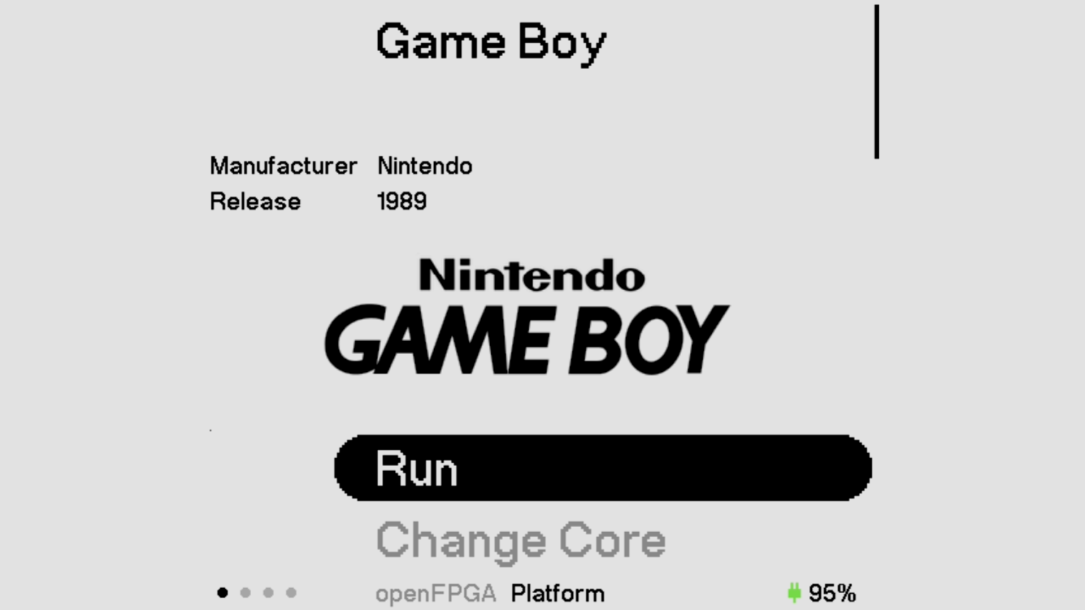 Game Boy
Manufacturer Nintendo
Release 1989
Nintendo
GAME BOY
Run
Change Core
openFPGA Platform 95%